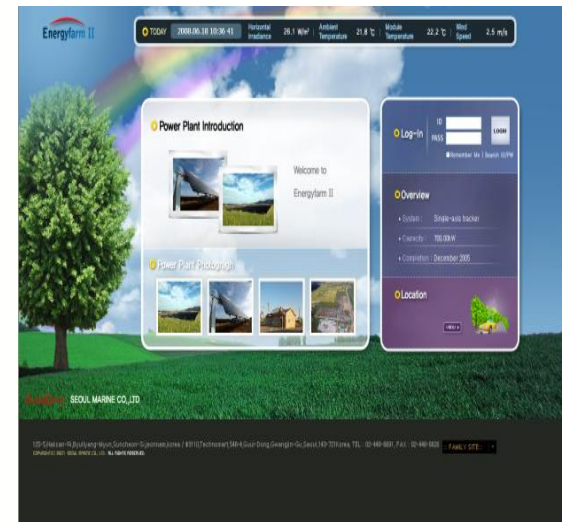 Energyfarm II
TODAY 2008.06.18 10:36:41 Horizontal Irradiance 26.1 W/m² Ambient Temperature 21.8 ℃ Module Temperature 22.2 ℃ Wind Speed 2.5 m/s
Power Plant Introduction
Welcome to
Energyfarm II
Power Plant Photograph
Log-in
ID
PASS
LOGIN
Remember Me | Search ID/PW
Overview
System : Single-axis tracker
Capacity : 700.00kW
Completion : December 2005
Location
SEOUL MARINE CO.,LTD
FAMILY SITE